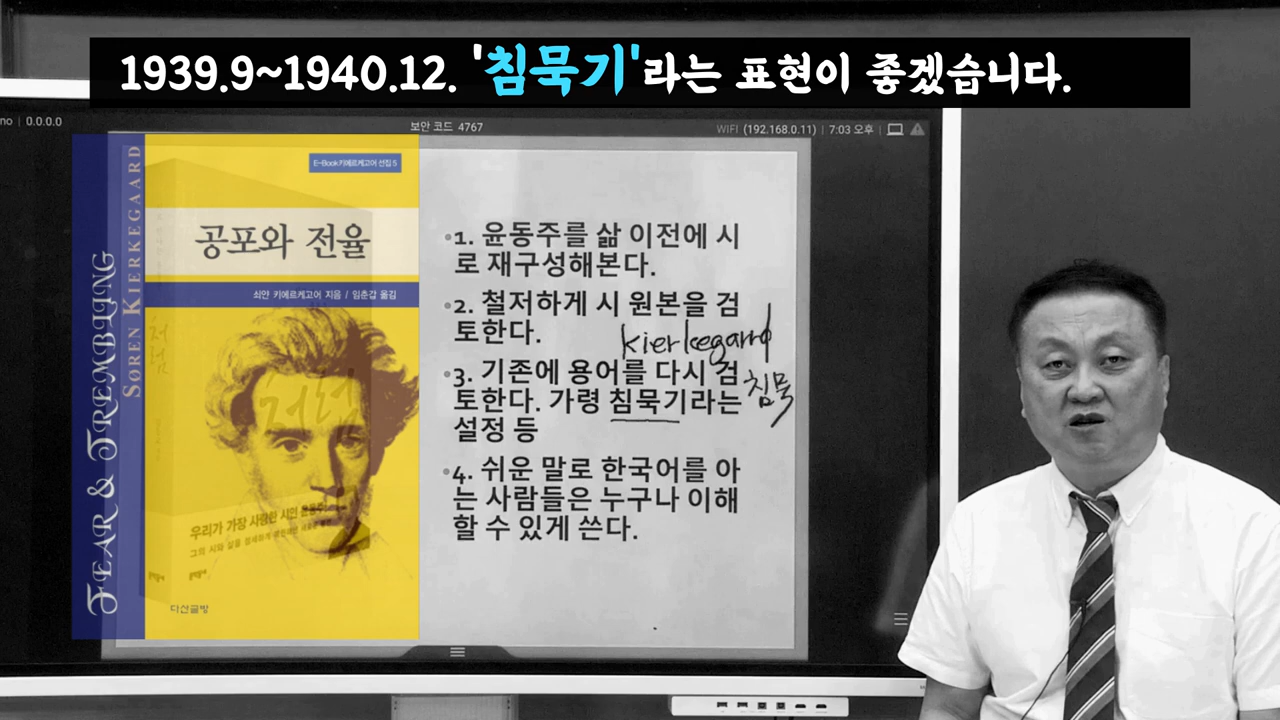 1939.9~1940.12. '침묵기'라는 표현이 좋겠습니다.
no | 0.0.0.0
보안 코드 4767
WIFI (192.168.0.11) | 7:03 오후
E-Book키에르케고어 선집 5
공포와 전율
쇠얀 키에르케고어 지음 / 임춘갑 옮김
FEAR & TREMBLING
SØREN KIERKEGAARD
처럼
우리가 가장 사랑한 시인 윤동주!
다산글방
•1. 윤동주를 삶 이전에 시
로 재구성해본다.
•2. 철저하게 시 원본을 검
토한다.
kierkegaard
•3. 기존에 용어를 다시 검
토한다. 가령 침묵기라는
설정 등
침묵
•4. 쉬운 말로 한국어를 아
는 사람들은 누구나 이해
할 수 있게 쓴다.